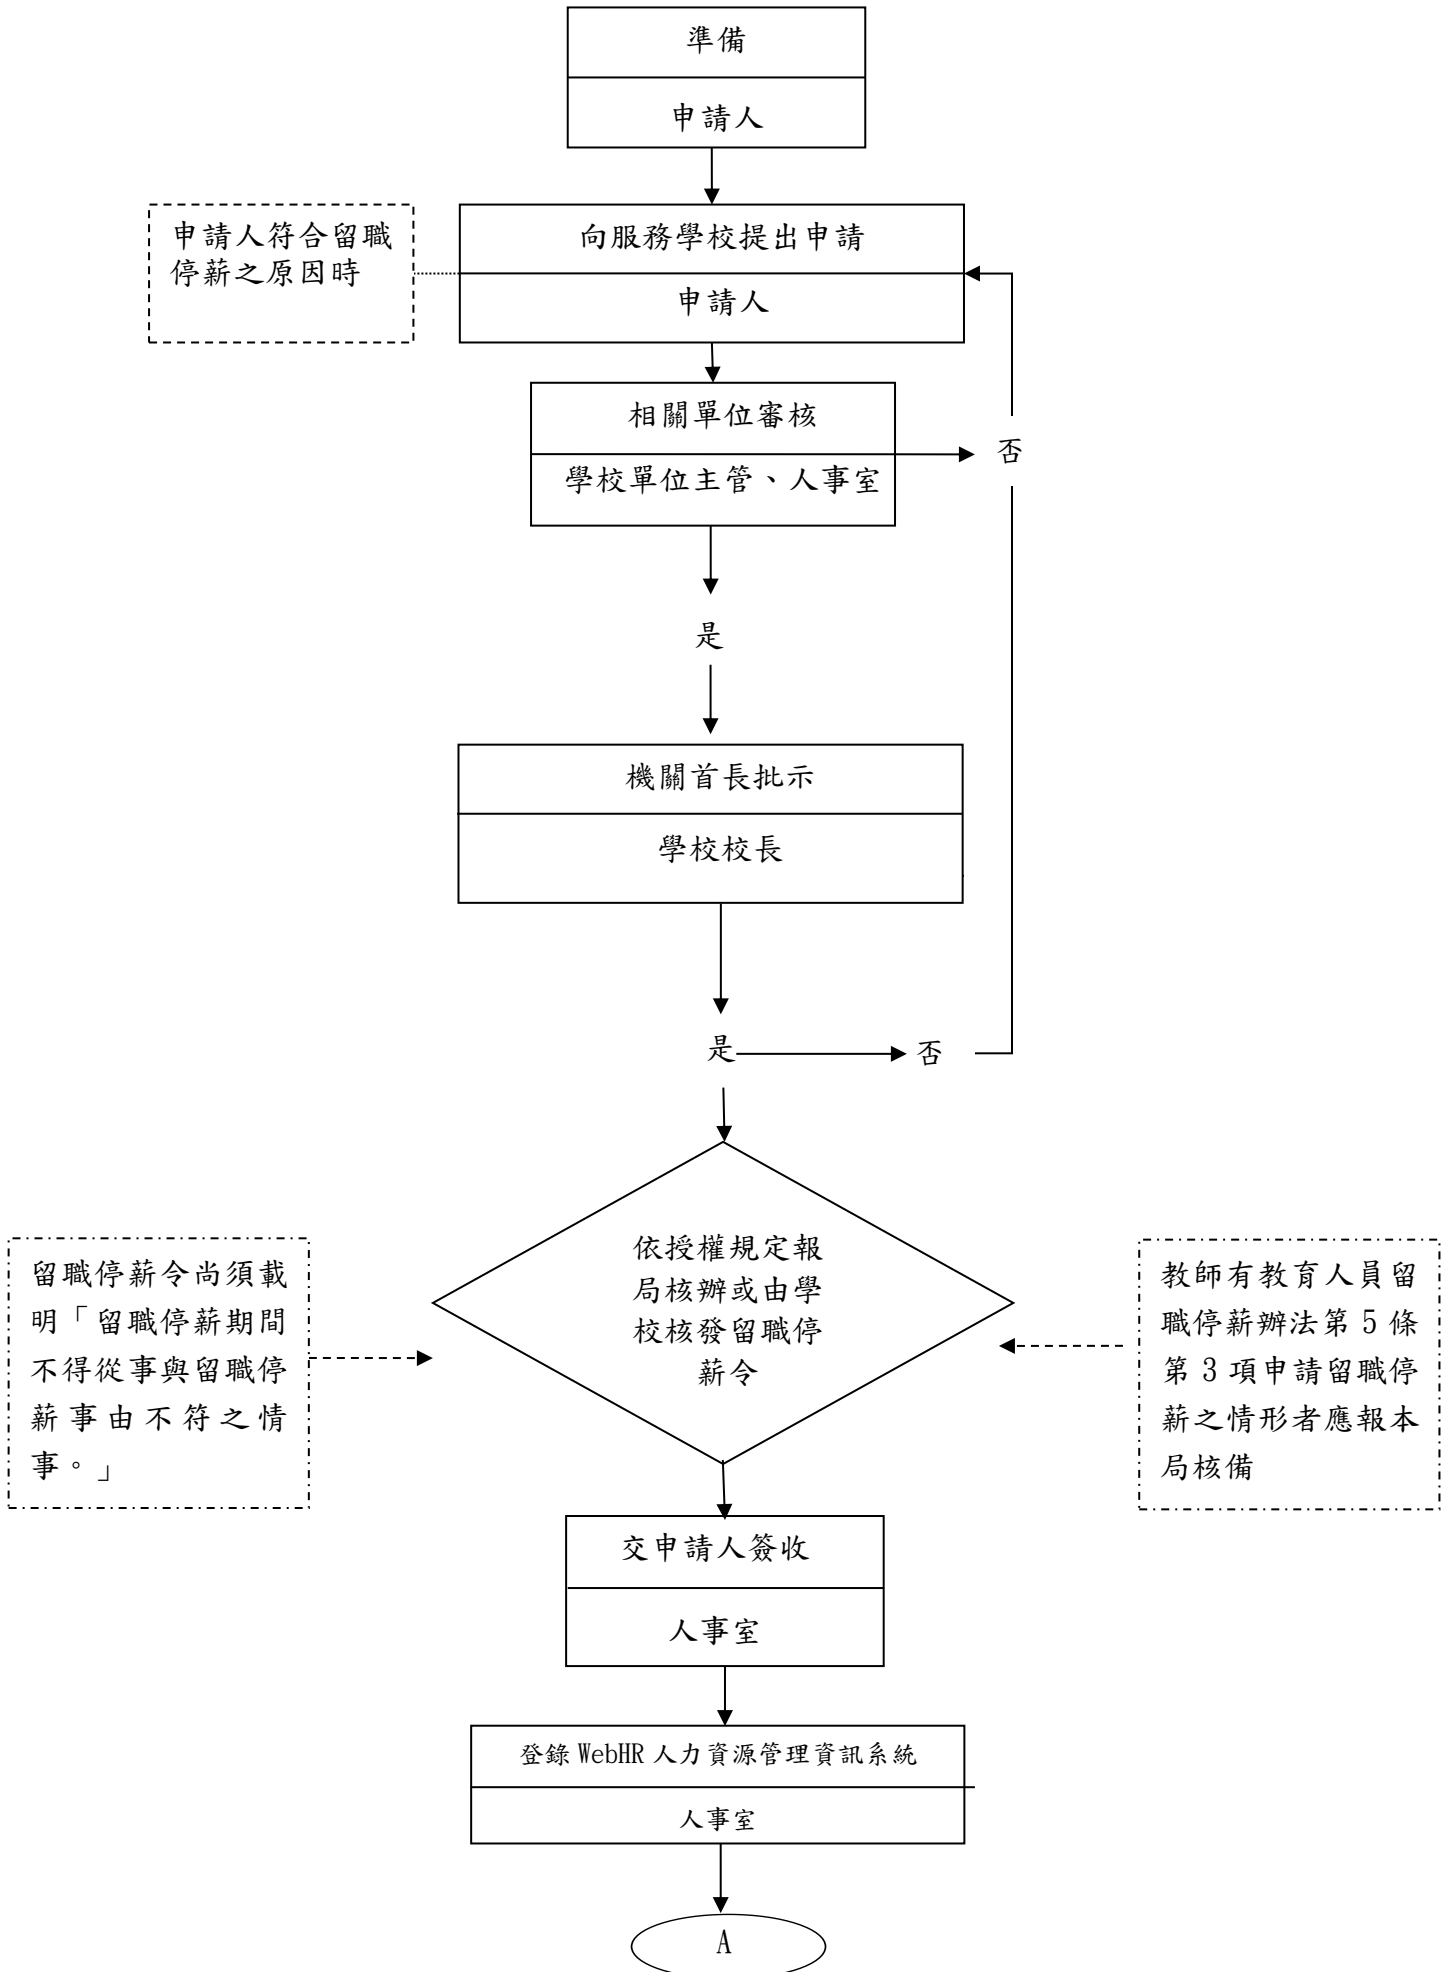 準備
申請人
申請人符合留職
停薪之原因時
向服務學校提出申請
申請人
相關單位審核
學校單位主管、人事室
否
是
機關首長批示
學校校長
是
否
依授權規定報
局核辦或由學
校核發留職停
薪令
留職停薪令尚須載
明「留職停薪期間
不得從事與留職停
薪事由不符之情
事。」
教師有教育人員留
職停薪辦法第 5 條
第 3 項申請留職停
薪之情形者應報本
局核備
交申請人簽收
人事室
登錄 WebHR 人力資源管理資訊系統
人事室
A